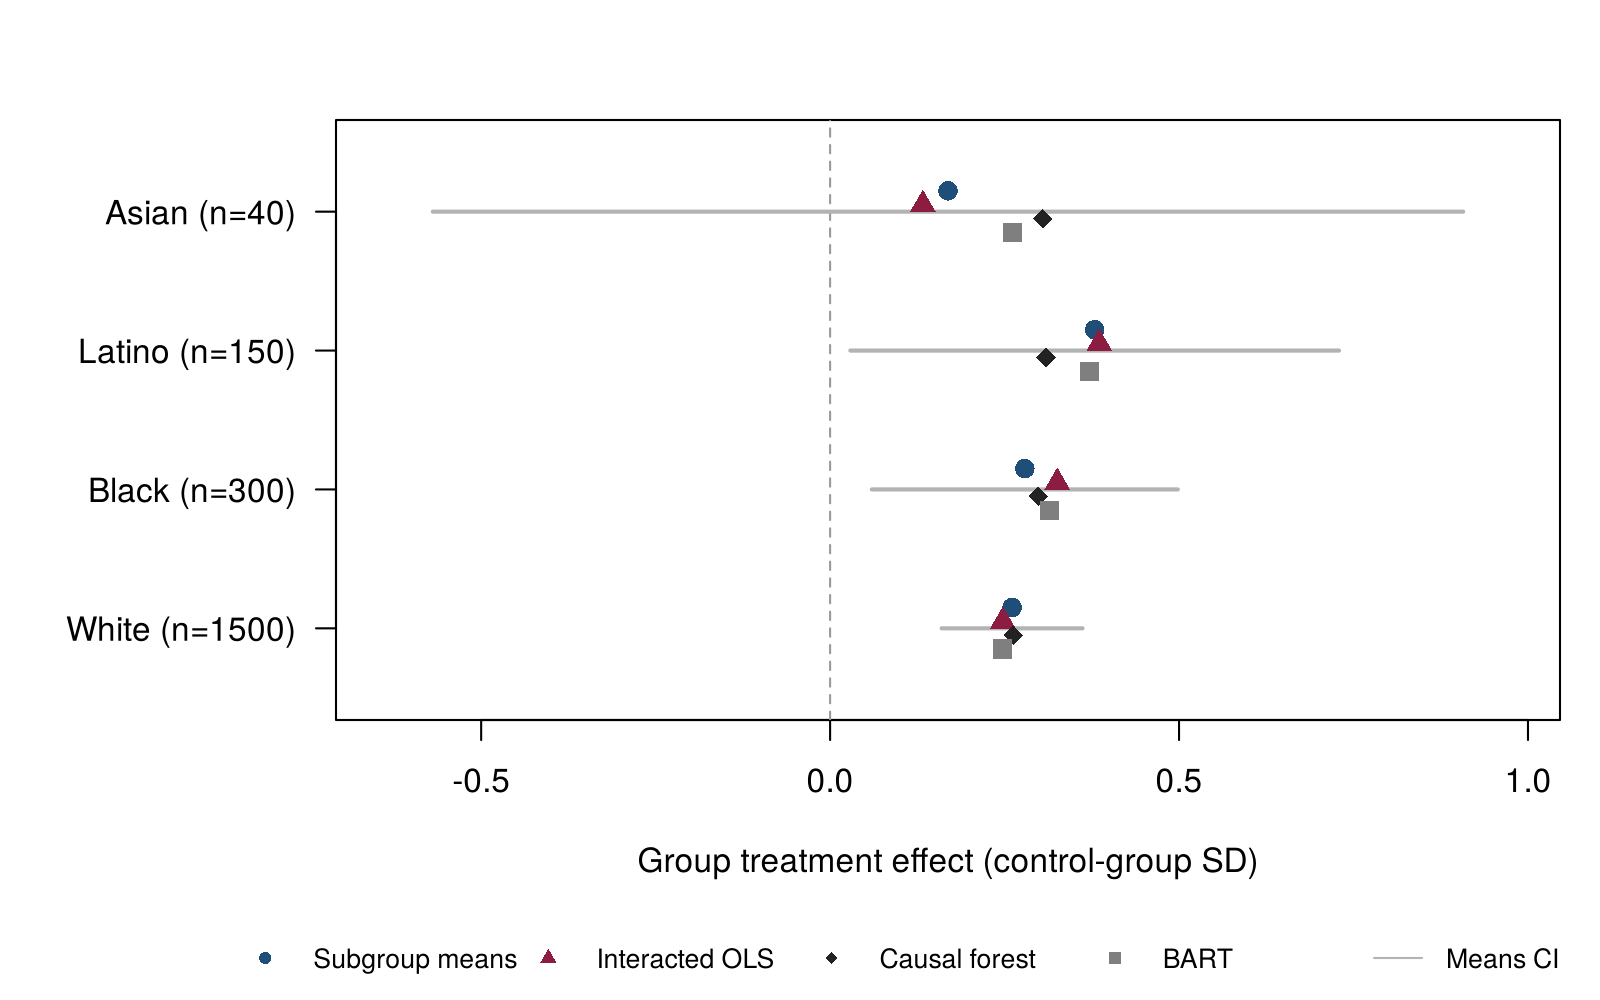 Asian (n=40)
Latino (n=150)
Black (n=300)
White (n=1500)
-0.5 0.0 0.5 1.0
Group treatment effect (control-group SD)
Subgroup means Interacted OLS Causal forest BART Means CI